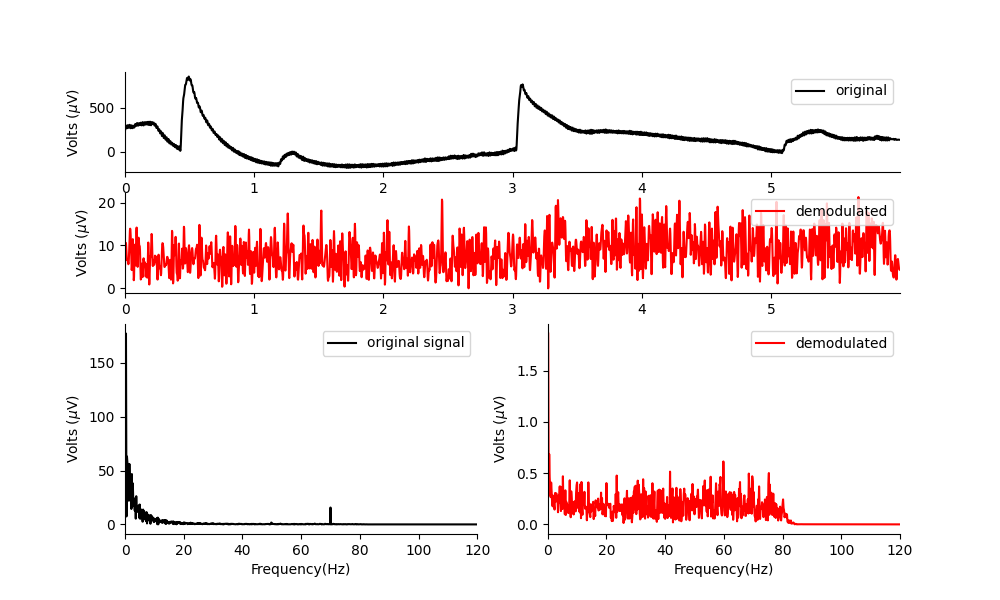 Volts (μV)
500
0
original
0 1 2 3 4 5
Volts (μV)
20
10
0
demodulated
0 1 2 3 4 5
Volts (μV)
150
100
50
0
original signal
0 20 40 60 80 100 120
Frequency(Hz)
Volts (μV)
1.5
1.0
0.5
0.0
demodulated
0 20 40 60 80 100 120
Frequency(Hz)